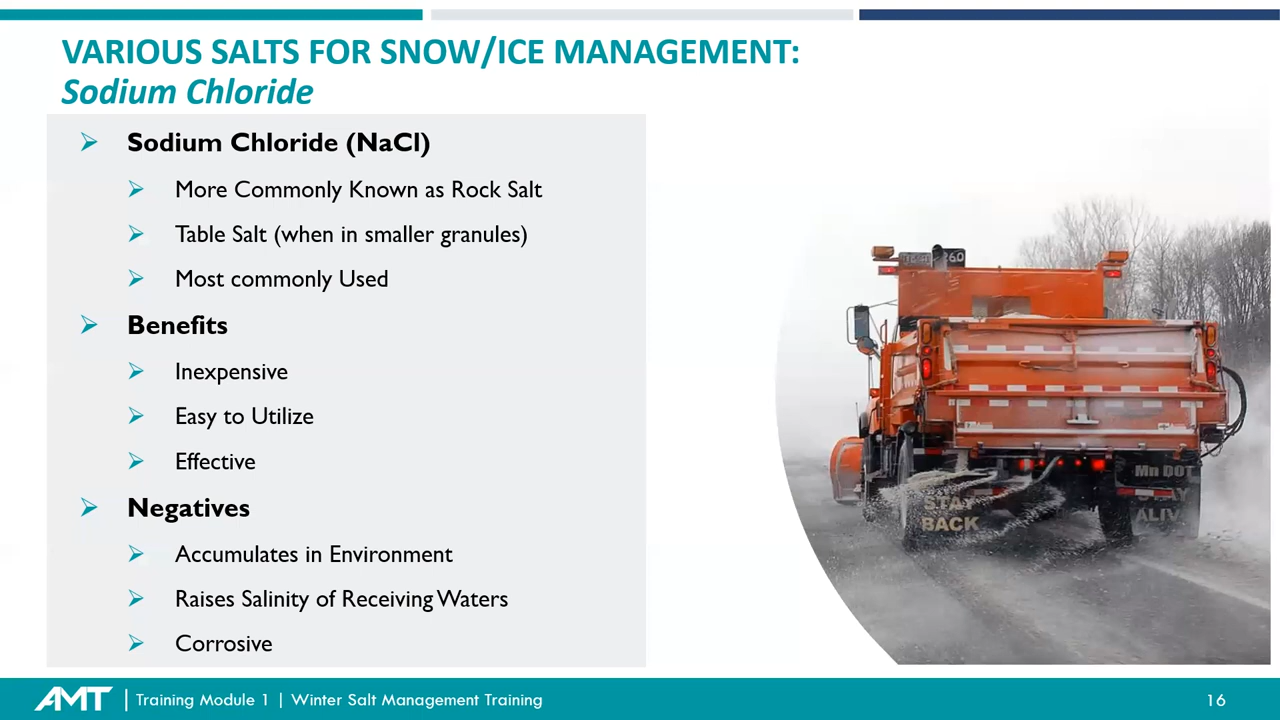 VARIOUS SALTS FOR SNOW/ICE MANAGEMENT:
Sodium Chloride
Sodium Chloride (NaCl)
More Commonly Known as Rock Salt
Table Salt (when in smaller granules)
Most commonly Used
Benefits
Inexpensive
Easy to Utilize
Effective
Negatives
Accumulates in Environment
Raises Salinity of Receiving Waters
Corrosive
STAY
BACK
Mn DOT
STAY
ALIV
AMT
Training Module 1 | Winter Salt Management Training
16